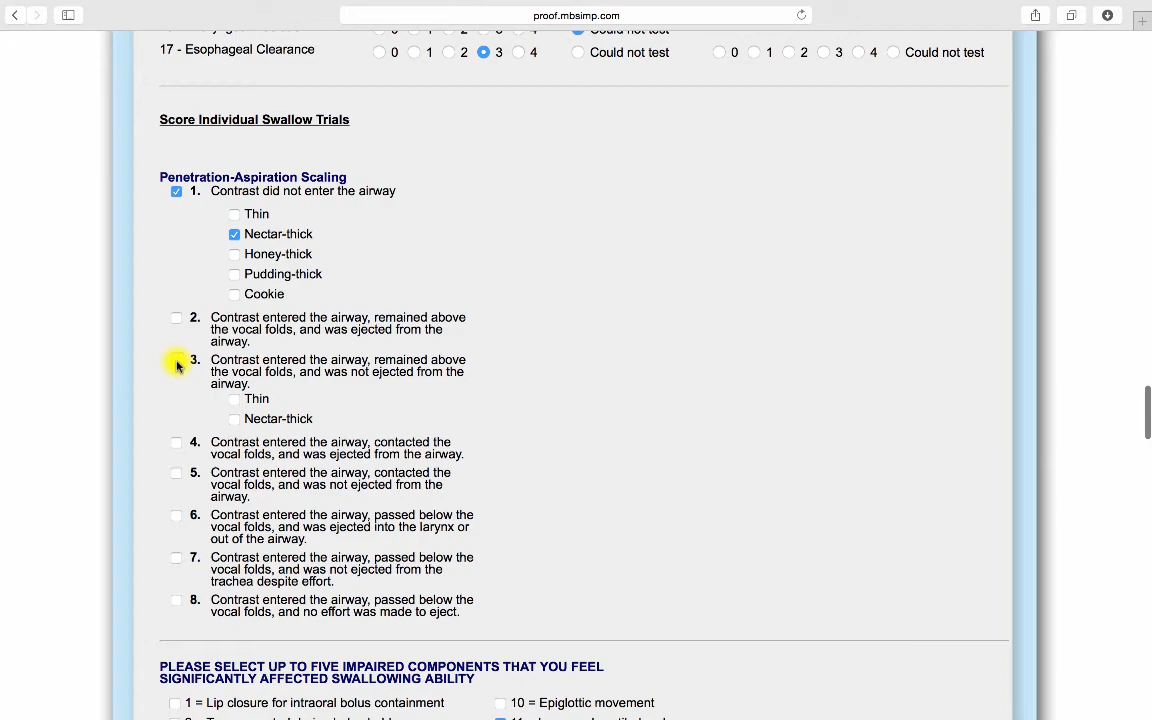 proof.mbsimp.com
Could not test
17 - Esophageal Clearance 0 1 2 3 4 Could not test 0 1 2 3 4 Could not test
Score Individual Swallow Trials
Penetration-Aspiration Scaling
1. Contrast did not enter the airway
Thin
Nectar-thick
Honey-thick
Pudding-thick
Cookie
2. Contrast entered the airway, remained above
the vocal folds, and was ejected from the
airway.
3. Contrast entered the airway, remained above
the vocal folds, and was not ejected from the
airway.
Thin
Nectar-thick
4. Contrast entered the airway, contacted the
vocal folds, and was ejected from the airway.
5. Contrast entered the airway, contacted the
vocal folds, and was not ejected from the
airway.
6. Contrast entered the airway, passed below the
vocal folds, and was ejected into the larynx or
out of the airway.
7. Contrast entered the airway, passed below the
vocal folds, and was not ejected from the
trachea despite effort.
8. Contrast entered the airway, passed below the
vocal folds, and no effort was made to eject.
PLEASE SELECT UP TO FIVE IMPAIRED COMPONENTS THAT YOU FEEL
SIGNIFICANTLY AFFECTED SWALLOWING ABILITY
1 = Lip closure for intraoral bolus containment 10 = Epiglottic movement